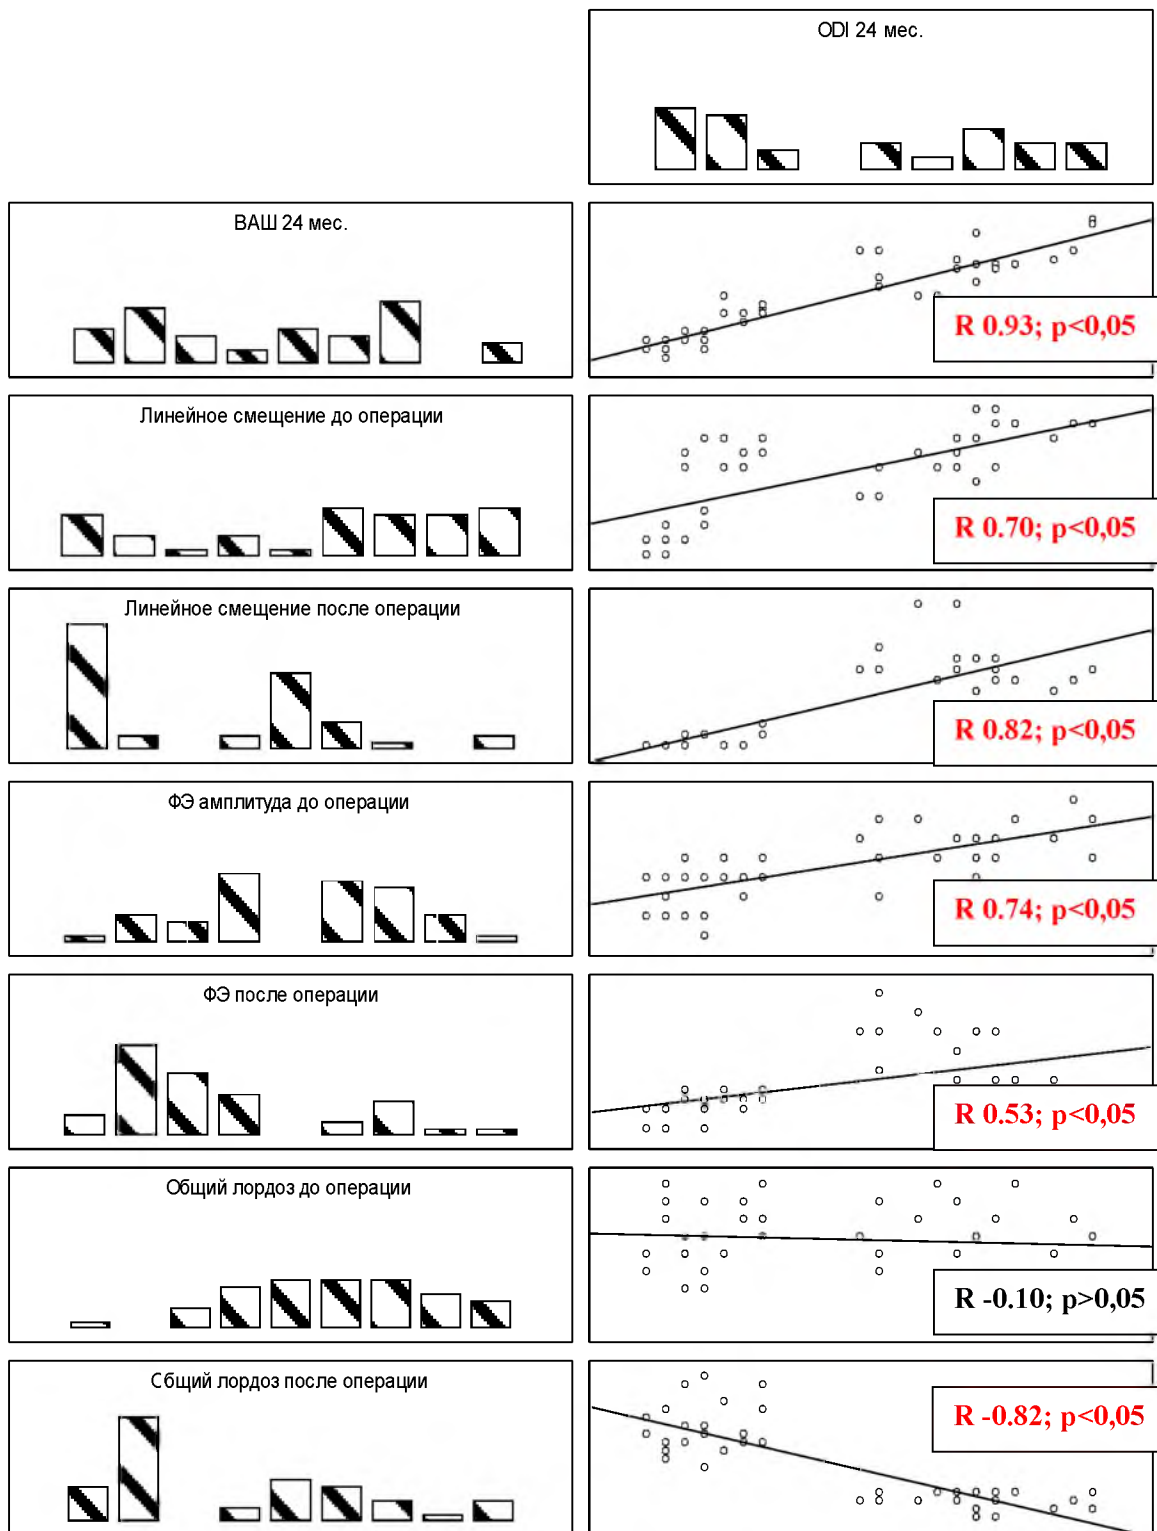 ODI 24 мес.
ВАШ 24 мес.
R 0.93; p<0,05
Линейное смещение до операции
R 0.70; p<0,05
Линейное смещение после операции
R 0.82; p<0,05
ФЭ амплитуда до операции
R 0.74; p<0,05
ФЭ после операции
R 0.53; p<0,05
Общий лордоз до операции
R -0.10; p>0,05
Общий лордоз после операции
R -0.82; p<0,05